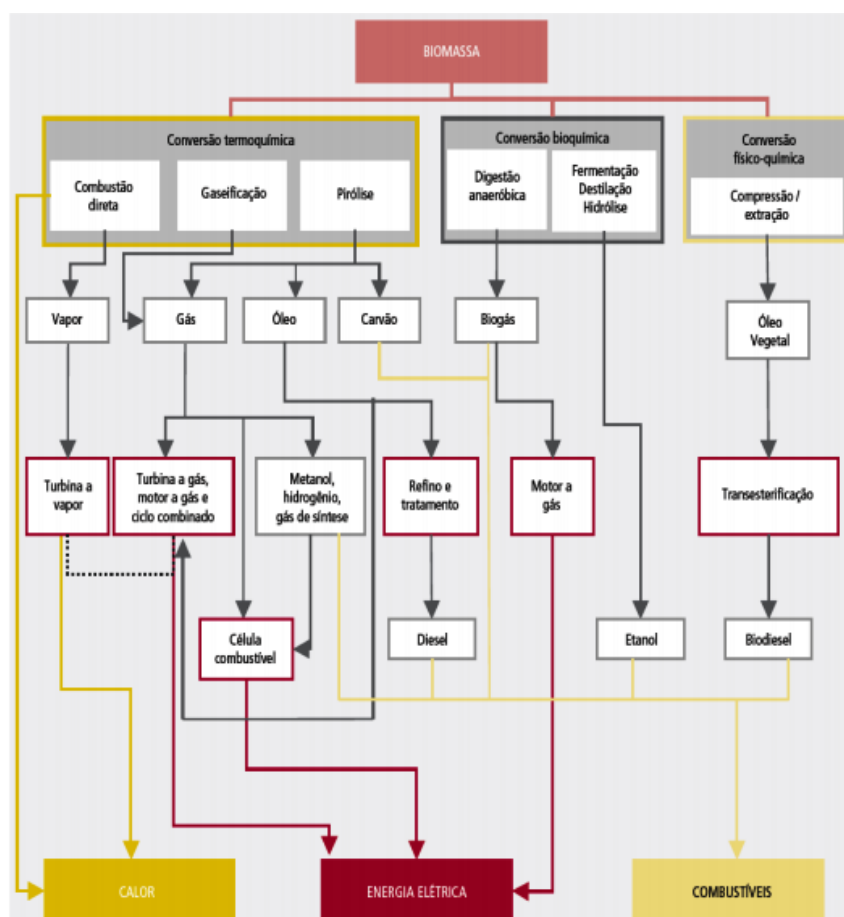 BIOMASSA
Conversão termoquímica
Combustão
direta
Gaseificação
Pirólise
Conversão bioquímica
Digestão
anaeróbica
Fermentação
Destilação
Hidrólise
Conversão
físico-química
Compressão /
extração
Vapor
Gás
Óleo
Carvão
Biogás
Óleo
Vegetal
Turbina a
vapor
Turbina a gás,
motor a gás e
ciclo combinado
Metanol,
hidrogênio,
gás de síntese
Refino e
tratamento
Motor a
gás
Transesterificação
Célula
combustível
Diesel
Etanol
Biodiesel
CALOR
ENERGIA ELÉTRICA
COMBUSTÍVEIS